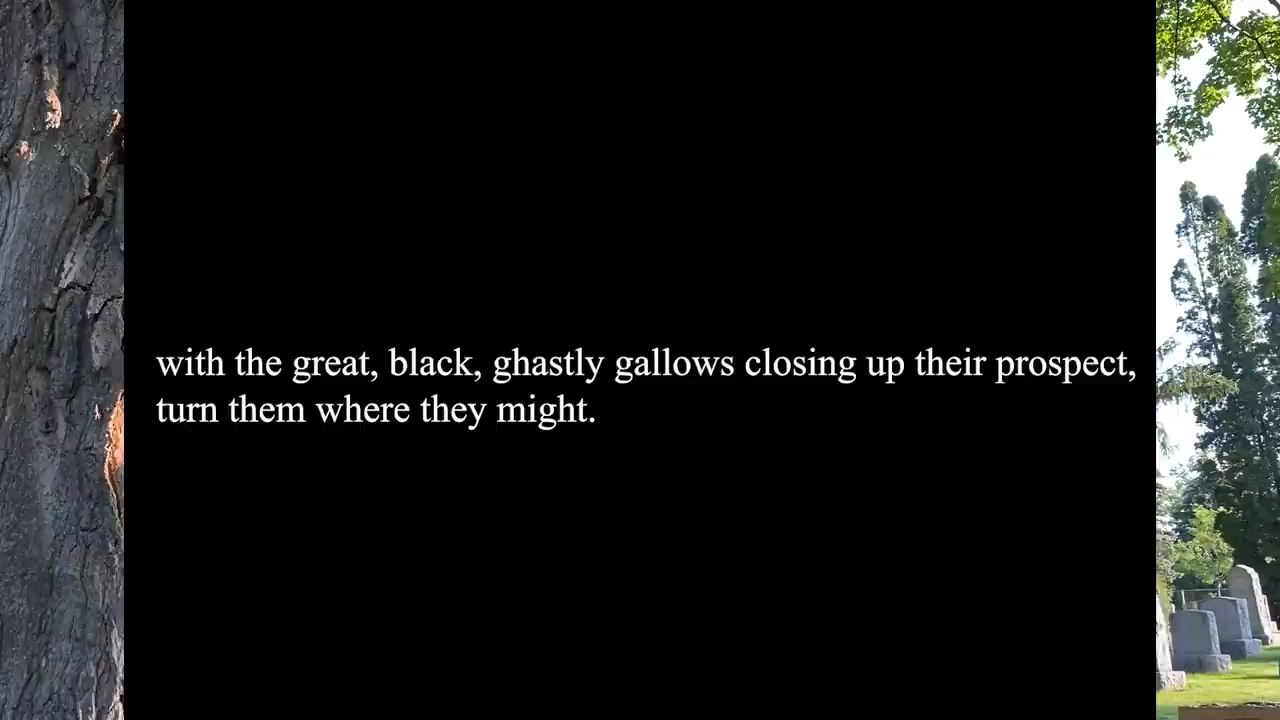 with the great, black, ghastly gallows closing up their prospect,
turn them where they might.